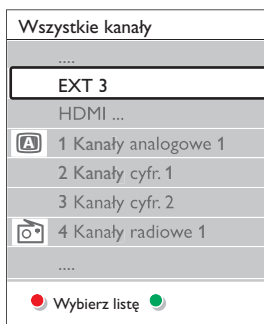 Wszystkie kanały
....
EXT 3
HDMI ...
A 1 Kanały analogowe 1
2 Kanały cyfr. 1
3 Kanały cyfr. 2
4 Kanały radiowe 1
....
Wybierz listę